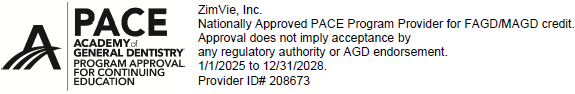 PACE
ACADEMY of
GENERAL DENTISTRY
PROGRAM APPROVAL
FOR CONTINUING
EDUCATION
ZimVie, Inc.
Nationally Approved PACE Program Provider for FAGD/MAGD credit.
Approval does not imply acceptance by
any regulatory authority or AGD endorsement.
1/1/2025 to 12/31/2028.
Provider ID# 208673